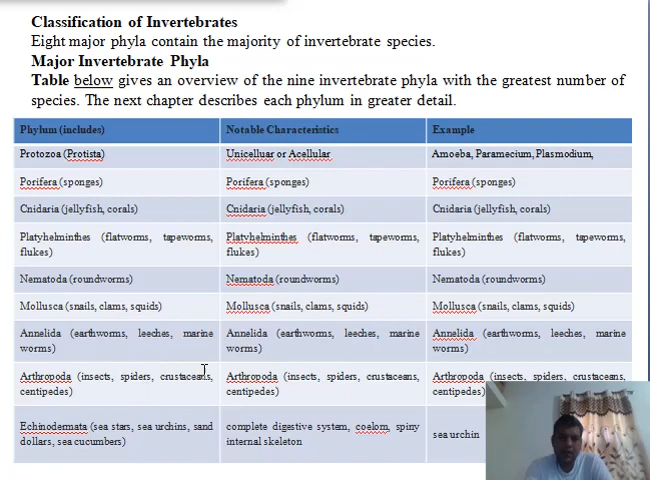 Classification of Invertebrates
Eight major phyla contain the majority of invertebrate species.
Major Invertebrate Phyla
Table below gives an overview of the nine invertebrate phyla with the greatest number of
species. The next chapter describes each phylum in greater detail.
Phylum (includes) Notable Characteristics Example
Protozoa (Protista) Unicelluar or Acellular Amoeba, Paramecium, Plasmodium,
Porifera (sponges) Porifera (sponges) Porifera (sponges)
Cnidaria (jellyfish, corals) Cnidaria (jellyfish, corals) Cnidaria (jellyfish, corals)
Platyhelminthes (flatworms, tapeworms, Platyhelminthes (flatworms, tapeworms, Platyhelminthes (flatworms, tapeworms,
flukes) flukes) flukes)
Nematoda (roundworms) Nematoda (roundworms) Nematoda (roundworms)
Mollusca (snails, clams, squids) Mollusca (snails, clams, squids) Mollusca (snails, clams, squids)
Annelida (earthworms, leeches, marine Annelida (earthworms, leeches, marine Annelida (earthworms, leeches, marine
worms) worms) worms)
Arthropoda (insects, spiders, crustaceans, Arthropoda (insects, spiders, crustaceans, Arthropoda (insects, spiders, crustaceans,
centipedes) centipedes) centipedes)
Echinodermata (sea stars, sea urchins, sand complete digestive system, coelom, spiny sea urchin
dollars, sea cucumbers) internal skeleton